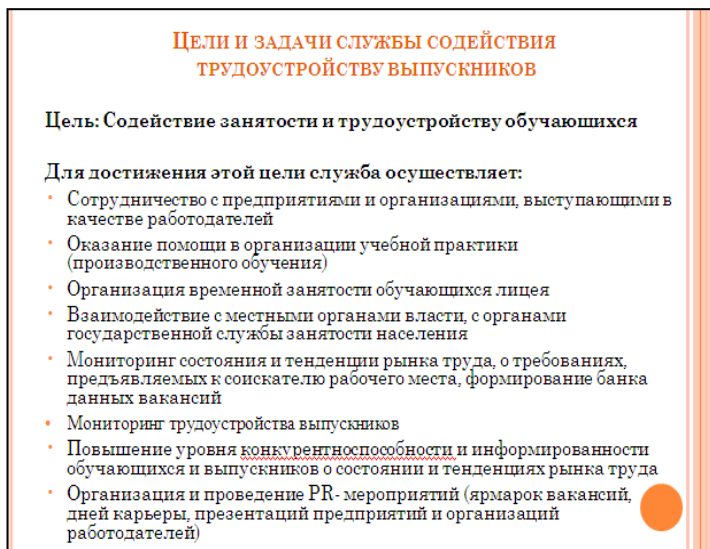 ЦЕЛИ И ЗАДАЧИ СЛУЖБЫ СОДЕЙСТВИЯ
ТРУДОУСТРОЙСТВУ ВЫПУСКНИКОВ
Цель: Содействие занятости и трудоустройству обучающихся
Для достижения этой цели служба осуществляет:
• Сотрудничество с предприятиями и организациями, выступающими в
качестве работодателей
• Оказание помощи в организации учебной практики
(производственного обучения)
• Организация временной занятости обучающихся лицея
• Взаимодействие с местными органами власти, с органами
государственной службы занятости населения
• Мониторинг состояния и тенденции рынка труда, о требованиях,
предъявляемых к соискателю рабочего места, формирование банка
данных вакансий
• Мониторинг трудоустройства выпускников
• Повышение уровня конкурентноспособности и информированности
обучающихся и выпускников о состоянии и тенденциях рынка труда
• Организация и проведение PR- мероприятий (ярмарок вакансий,
дней карьеры, презентаций предприятий и организаций
работодателей)